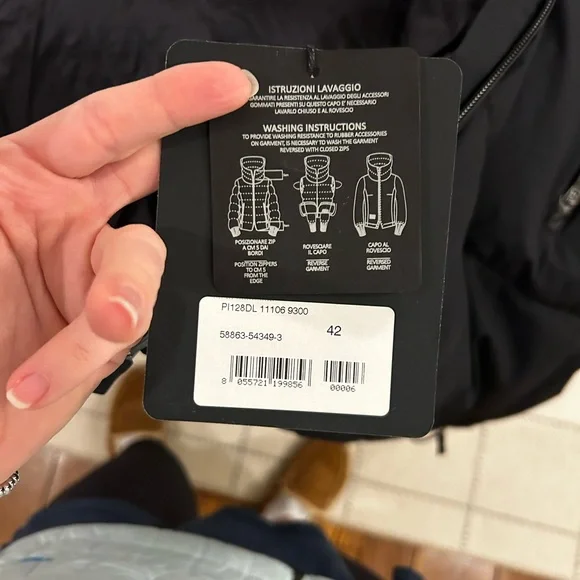 ISTRUZIONI LAVAGGIO
GARANTIRE LA RESISTENZA AL LAVAGGIO DEGLI ACCESSORI
GOMMATI PRESENTI SU QUESTO CAPO E' NECESSARIO
LAVARLO CHIUSO E AL ROVESCIO
WASHING INSTRUCTIONS
TO PROVIDE WASHING RESISTANCE TO RUBBER ACCESSORIES
ON GARMENT, IS NECESSARY TO WASH THE GARMENT
REVERSED WITH CLOSED ZIPS
POSIZIONARE ZIP
A CM 5 DAI
BORDI
POSITION ZIPPERS
TO CM 5
FROM THE
EDGE
ROVESCIARE
IL CAPO
REVERSE
GARMENT
CAPO AL
ROVESCIO
REVERSED
GARMENT
PI128DL 11106 9300
58863-54349-3
42
8 055721 199856
00006